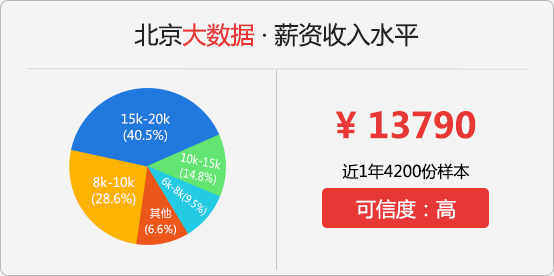 北京大数据 · 薪资收入水平
15k-20k
(40.5%)
10k-15k
(14.8%)
6k-8k(9.5%)
其他
(6.6%)
8k-10k
(28.6%)
¥ 13790
近1年4200份样本
可信度：高